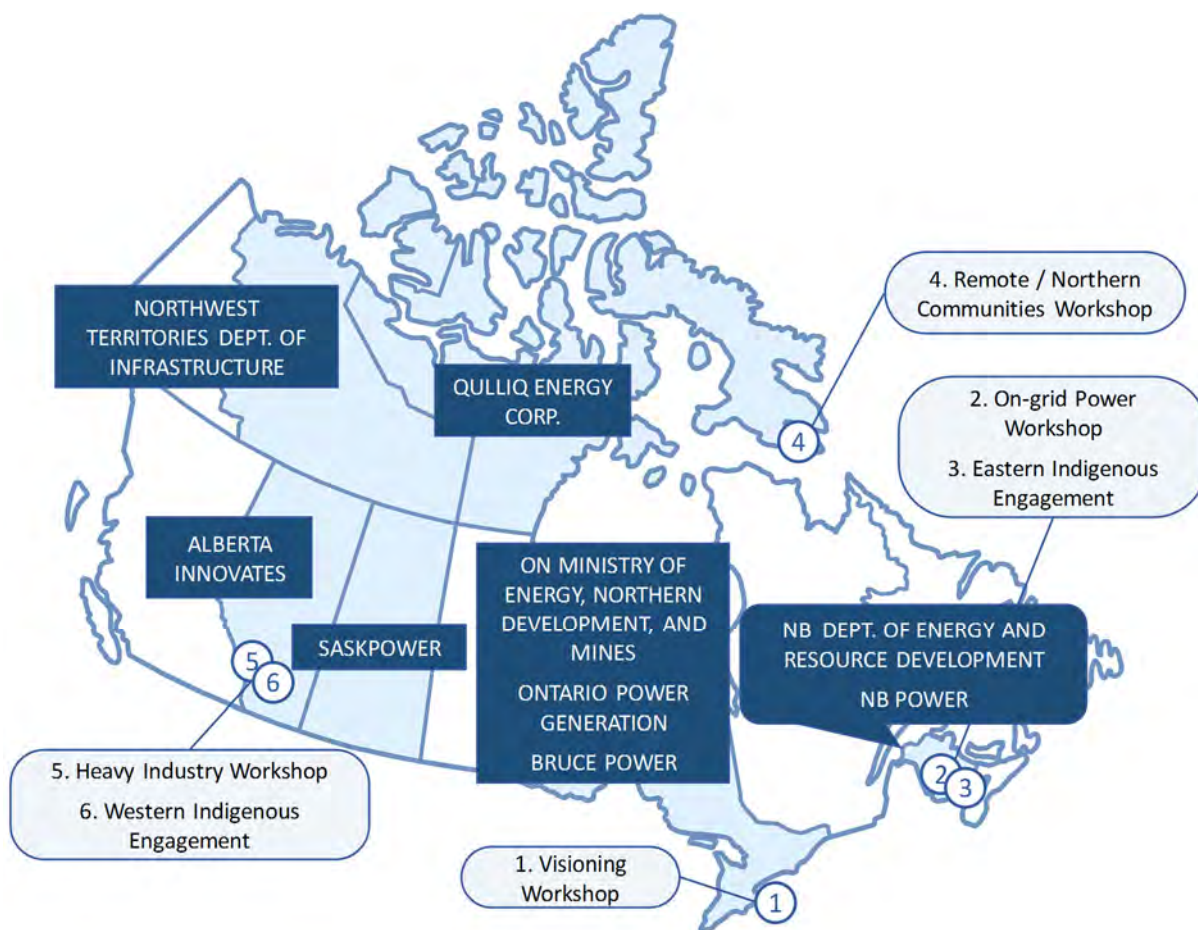 4. Remote / Northern
Communities Workshop
NORTHWEST
TERRITORIES DEPT. OF
INFRASTRUCTURE
QULLIQ ENERGY
CORP.
2. On-grid Power
Workshop
3. Eastern Indigenous
Engagement
4
ALBERTA
INNOVATES
ON MINISTRY OF
ENERGY, NORTHERN
DEVELOPMENT, AND
MINES
ONTARIO POWER
GENERATION
BRUCE POWER
SASKPOWER
NB DEPT. OF ENERGY AND
RESOURCE DEVELOPMENT
NB POWER
5
6
5. Heavy Industry Workshop
6. Western Indigenous
Engagement
2
3
1. Visioning
Workshop
1